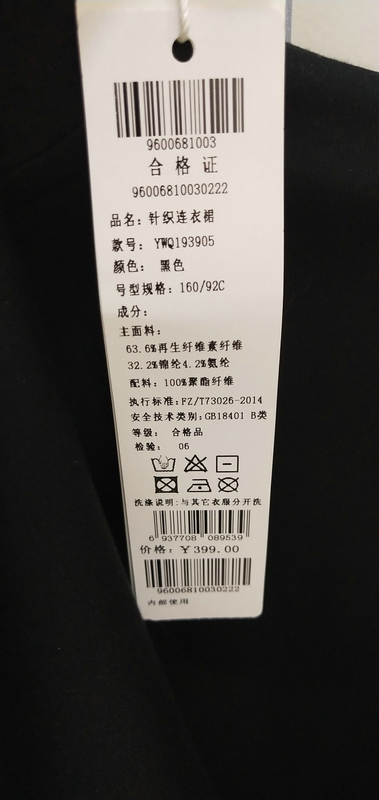 9600681003
合格证
96006810030222
品名：针织连衣裙
款号：YWQ193905
颜色：黑色
号型规格：160/92C
成分：
主面料：
63.6%再生纤维素纤维
32.2%锦纶4.2%氨纶
配料：100%聚酯纤维
执行标准：FZ/T73026-2014
安全技术类别：GB18401 B类
等级：合格品
检验：06
洗涤说明：与其它衣服分开洗
6 937708 089539
价格：￥399.00
96006810030222
内部使用